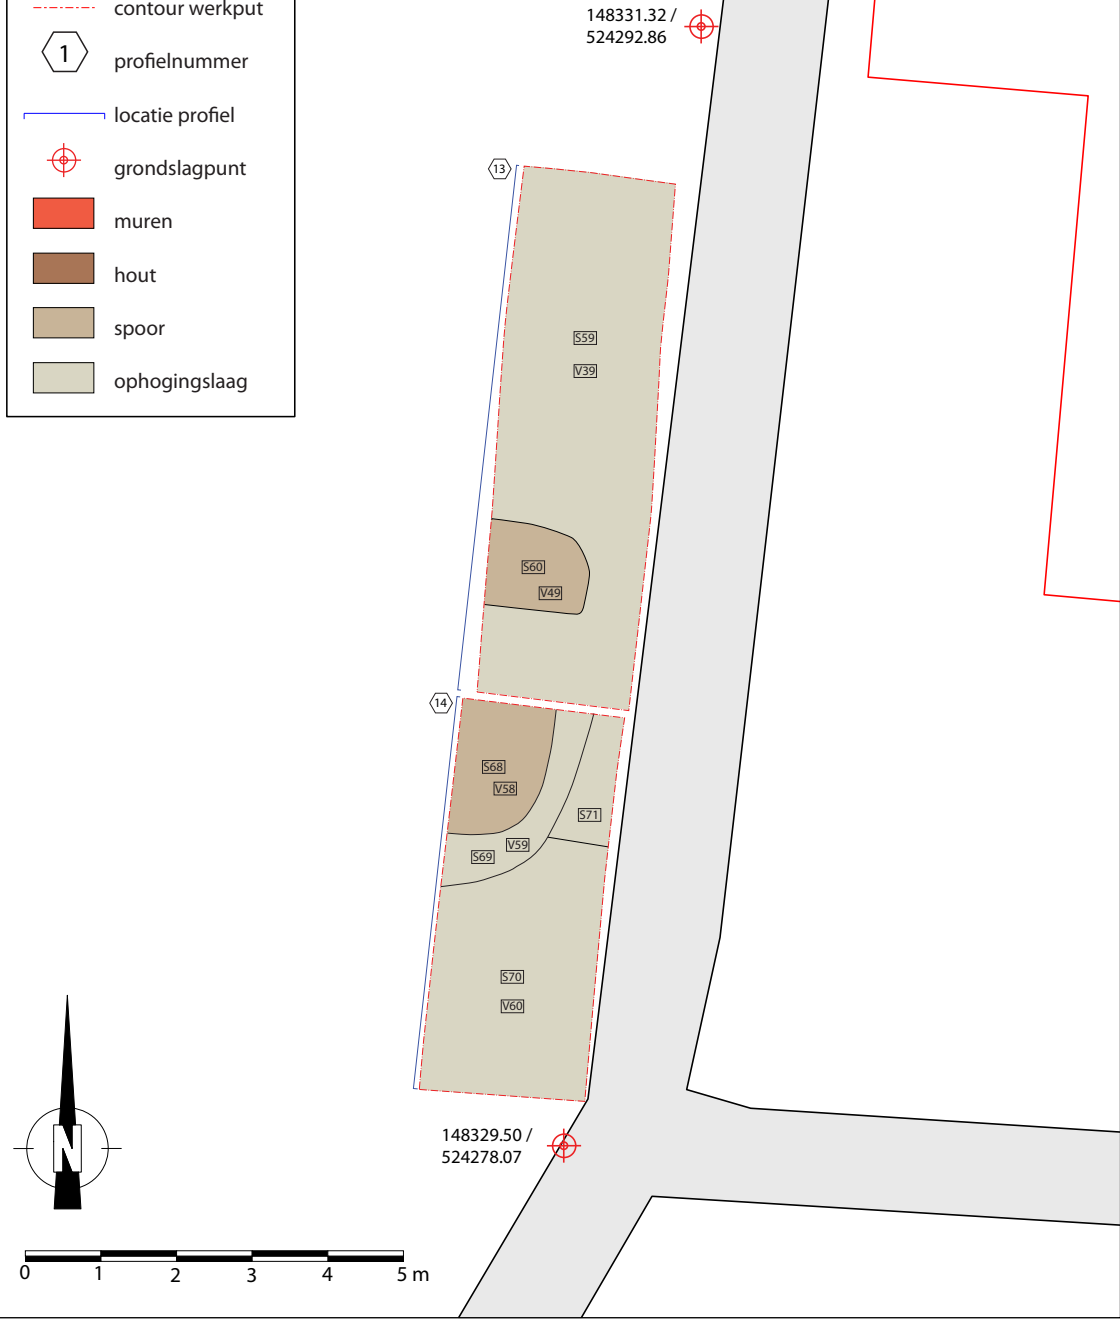 contour werkput
1
profielnummer
locatie profiel
grondslagpunt
muren
hout
spoor
ophogingslaag
148331.32 /
524292.86
13
S59
V39
S60
V49
14
S68
V58
S71
V59
S69
S70
V60
148329.50 /
524278.07
N
0 1 2 3 4 5 m